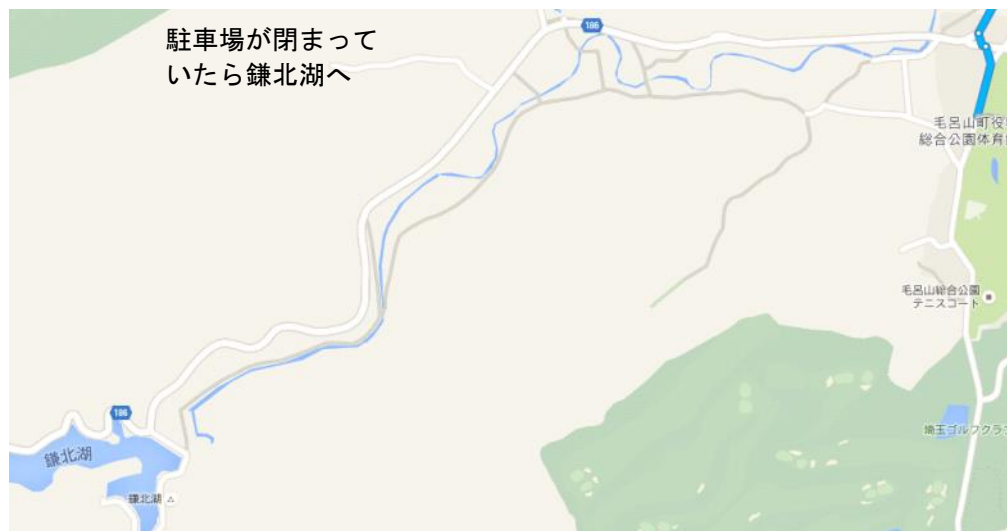 駐車場が閉まって
いたら鎌北湖へ
186
毛呂山町役
総合公園体育
毛呂山総合公園
テニスコート
埼玉ゴルフクラブ
186
鎌北湖
鎌北湖